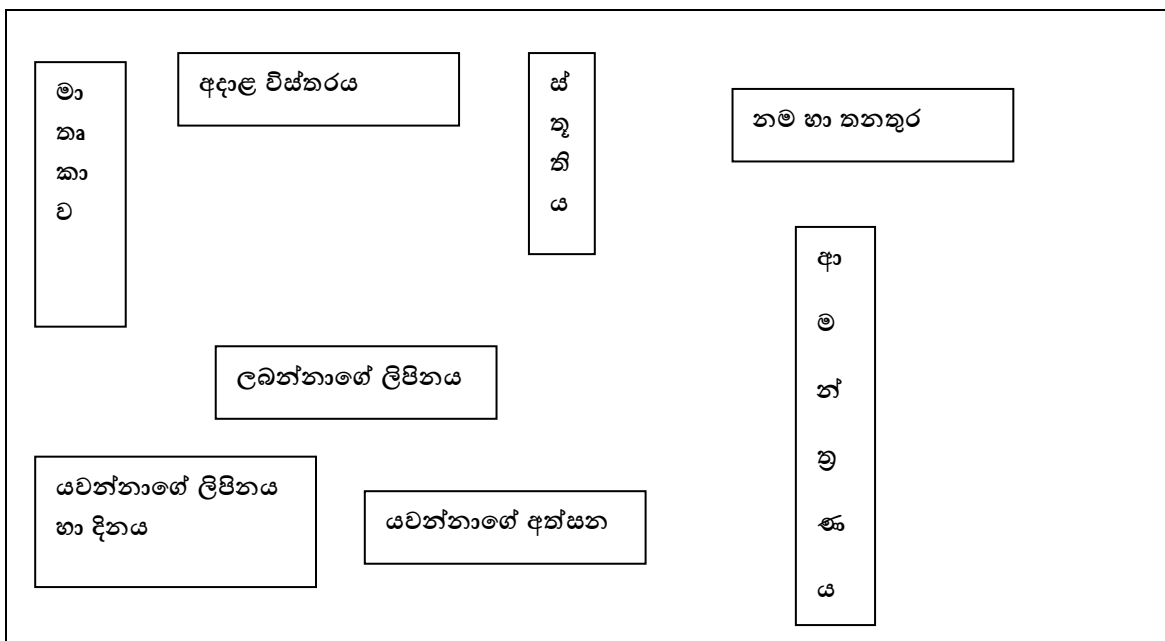 මාතෘකාව
අදාළ විස්තරය
ස්තූතිය
නම හා තනතුර
ආමන්ත්‍රණය
ලබන්නාගේ ලිපිනය
යවන්නාගේ ලිපිනය
හා දිනය
යවන්නාගේ අත්සන